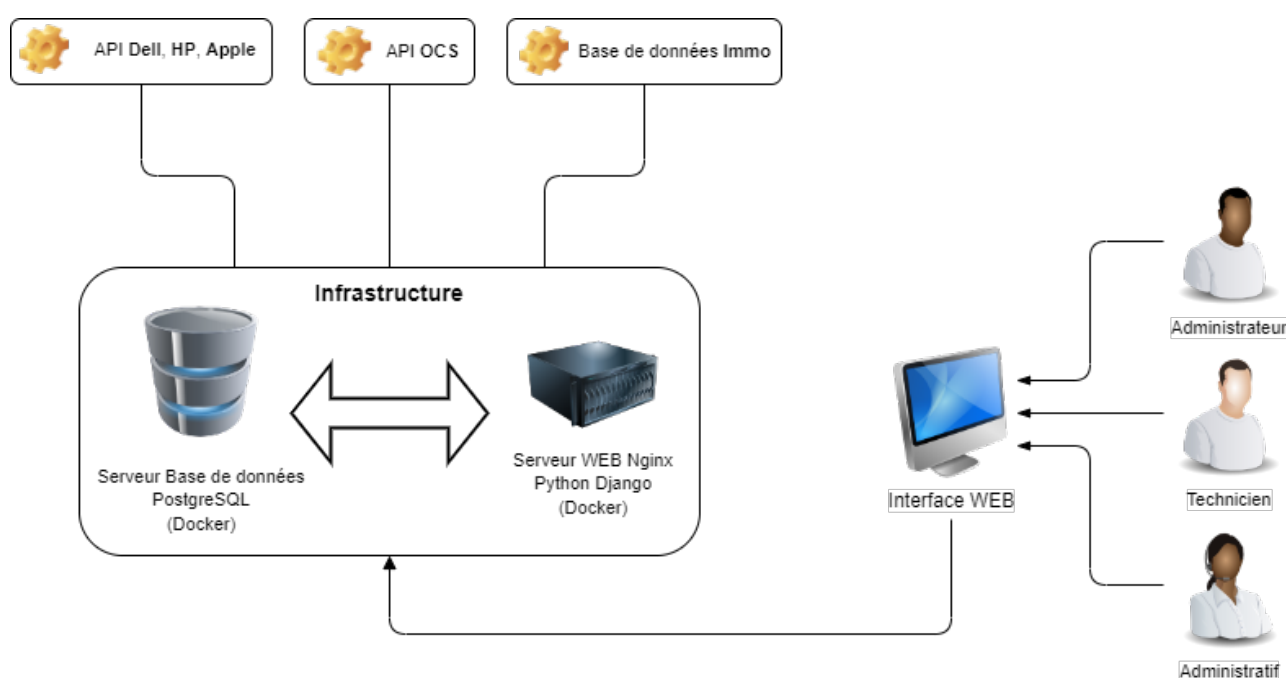 API Dell, HP, Apple
API OCS
Base de données Immo
Infrastructure
Serveur Base de données
PostgreSQL
(Docker)
Serveur WEB Nginx
Python Django
(Docker)
Interface WEB
Administrateur
Technicien
Administratif